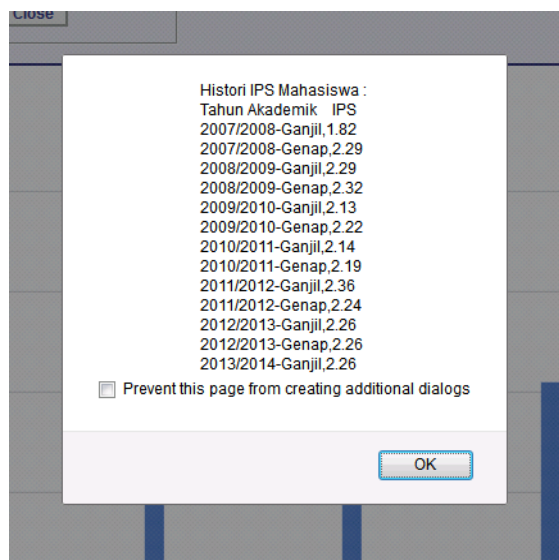 Close
Histori IPS Mahasiswa :
Tahun Akademik IPS
2007/2008-Ganjil,1.82
2007/2008-Genap,2.29
2008/2009-Ganjil,2.29
2008/2009-Genap,2.32
2009/2010-Ganjil,2.13
2009/2010-Genap,2.22
2010/2011-Ganjil,2.14
2010/2011-Genap,2.19
2011/2012-Ganjil,2.36
2011/2012-Genap,2.24
2012/2013-Ganjil,2.26
2012/2013-Genap,2.26
2013/2014-Ganjil,2.26
Prevent this page from creating additional dialogs
OK